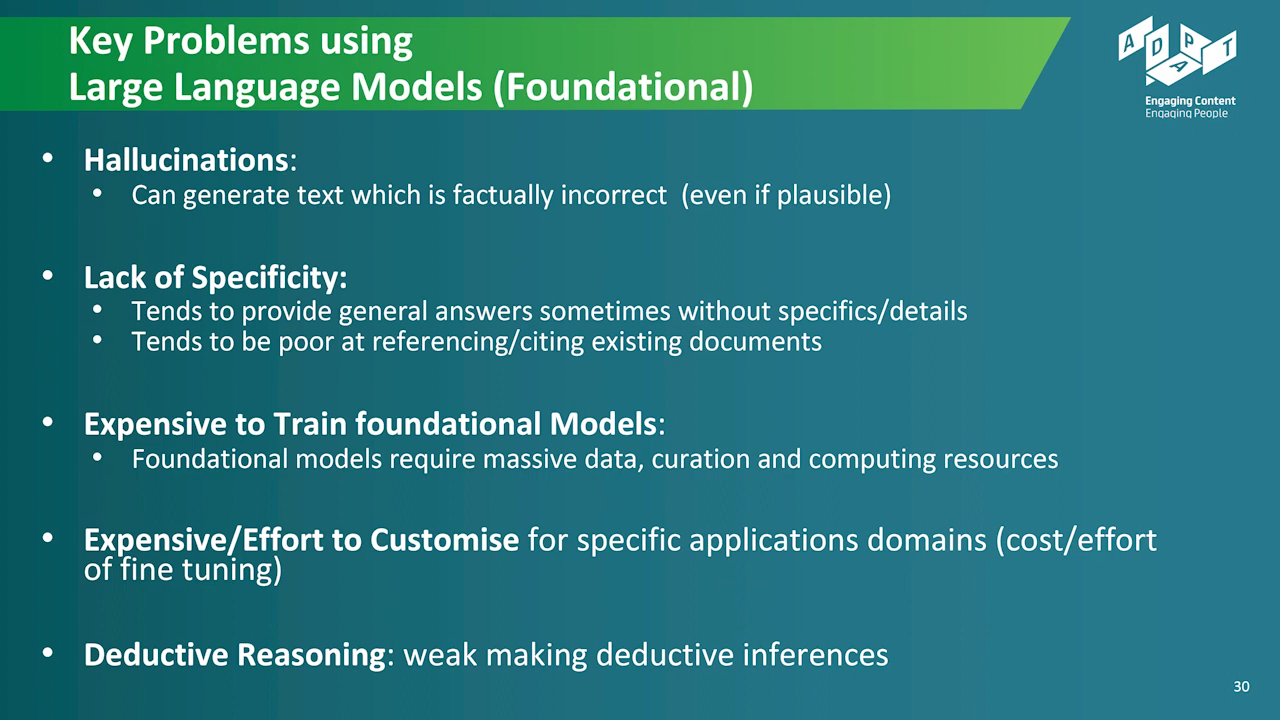 Key Problems using
Large Language Models (Foundational)
ADAPT
Engaging Content
Engaging People
• Hallucinations:
• Can generate text which is factually incorrect  (even if plausible)
• Lack of Specificity:
• Tends to provide general answers sometimes without specifics/details
• Tends to be poor at referencing/citing existing documents
• Expensive to Train foundational Models:
• Foundational models require massive data, curation and computing resources
• Expensive/Effort to Customise for specific applications domains (cost/effort
of fine tuning)
• Deductive Reasoning: weak making deductive inferences
30